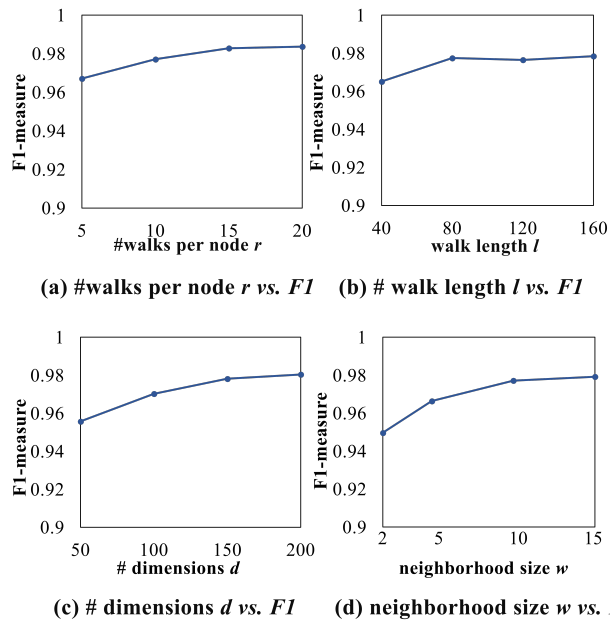 1
0.98
0.96
0.94
0.92
0.9
F1-measure
5 10 15 20
#walks per node r
(a) #walks per node r vs. F1
1
0.98
0.96
0.94
0.92
0.9
F1-measure
40 80 120 160
walk length l
(b) # walk length l vs. F1
1
0.98
0.96
0.94
0.92
0.9
F1-measure
50 100 150 200
# dimensions d
(c) # dimensions d vs. F1
1
0.98
0.96
0.94
0.92
0.9
F1-measure
2 5 10 15
neighborhood size w
(d) neighborhood size w vs.